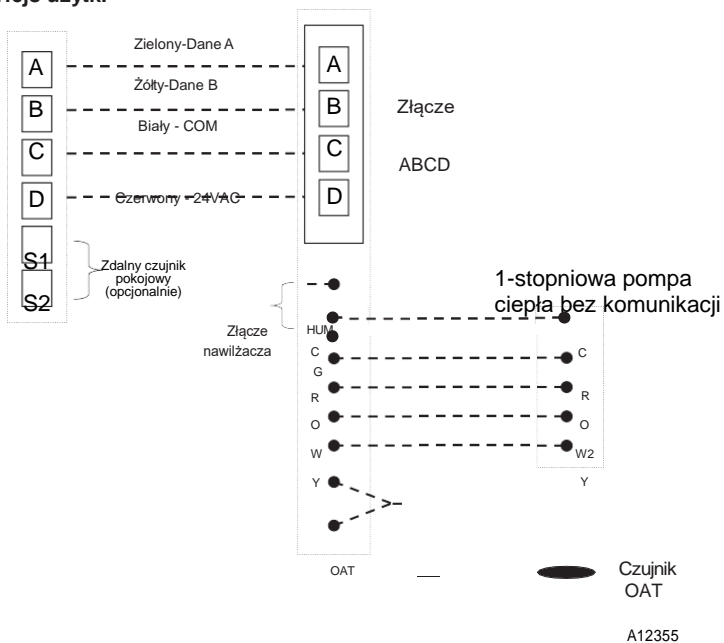 A
B
C
D
S1
S2
Zielony-Dane A
Żółty-Dane B
Biały - COM
Czerwony - 24VAC
Zdalny czujnik
pokojowy
(opcjonalnie)
A
B
C
D
Złącze
ABCD
Złącze
nawilżacza
HUM
C
G
R
O
W
Y
OAT
1-stopniowa pompa
ciepła bez komunikacji
C
R
O
W2
Y
Czujnik
OAT
A12355